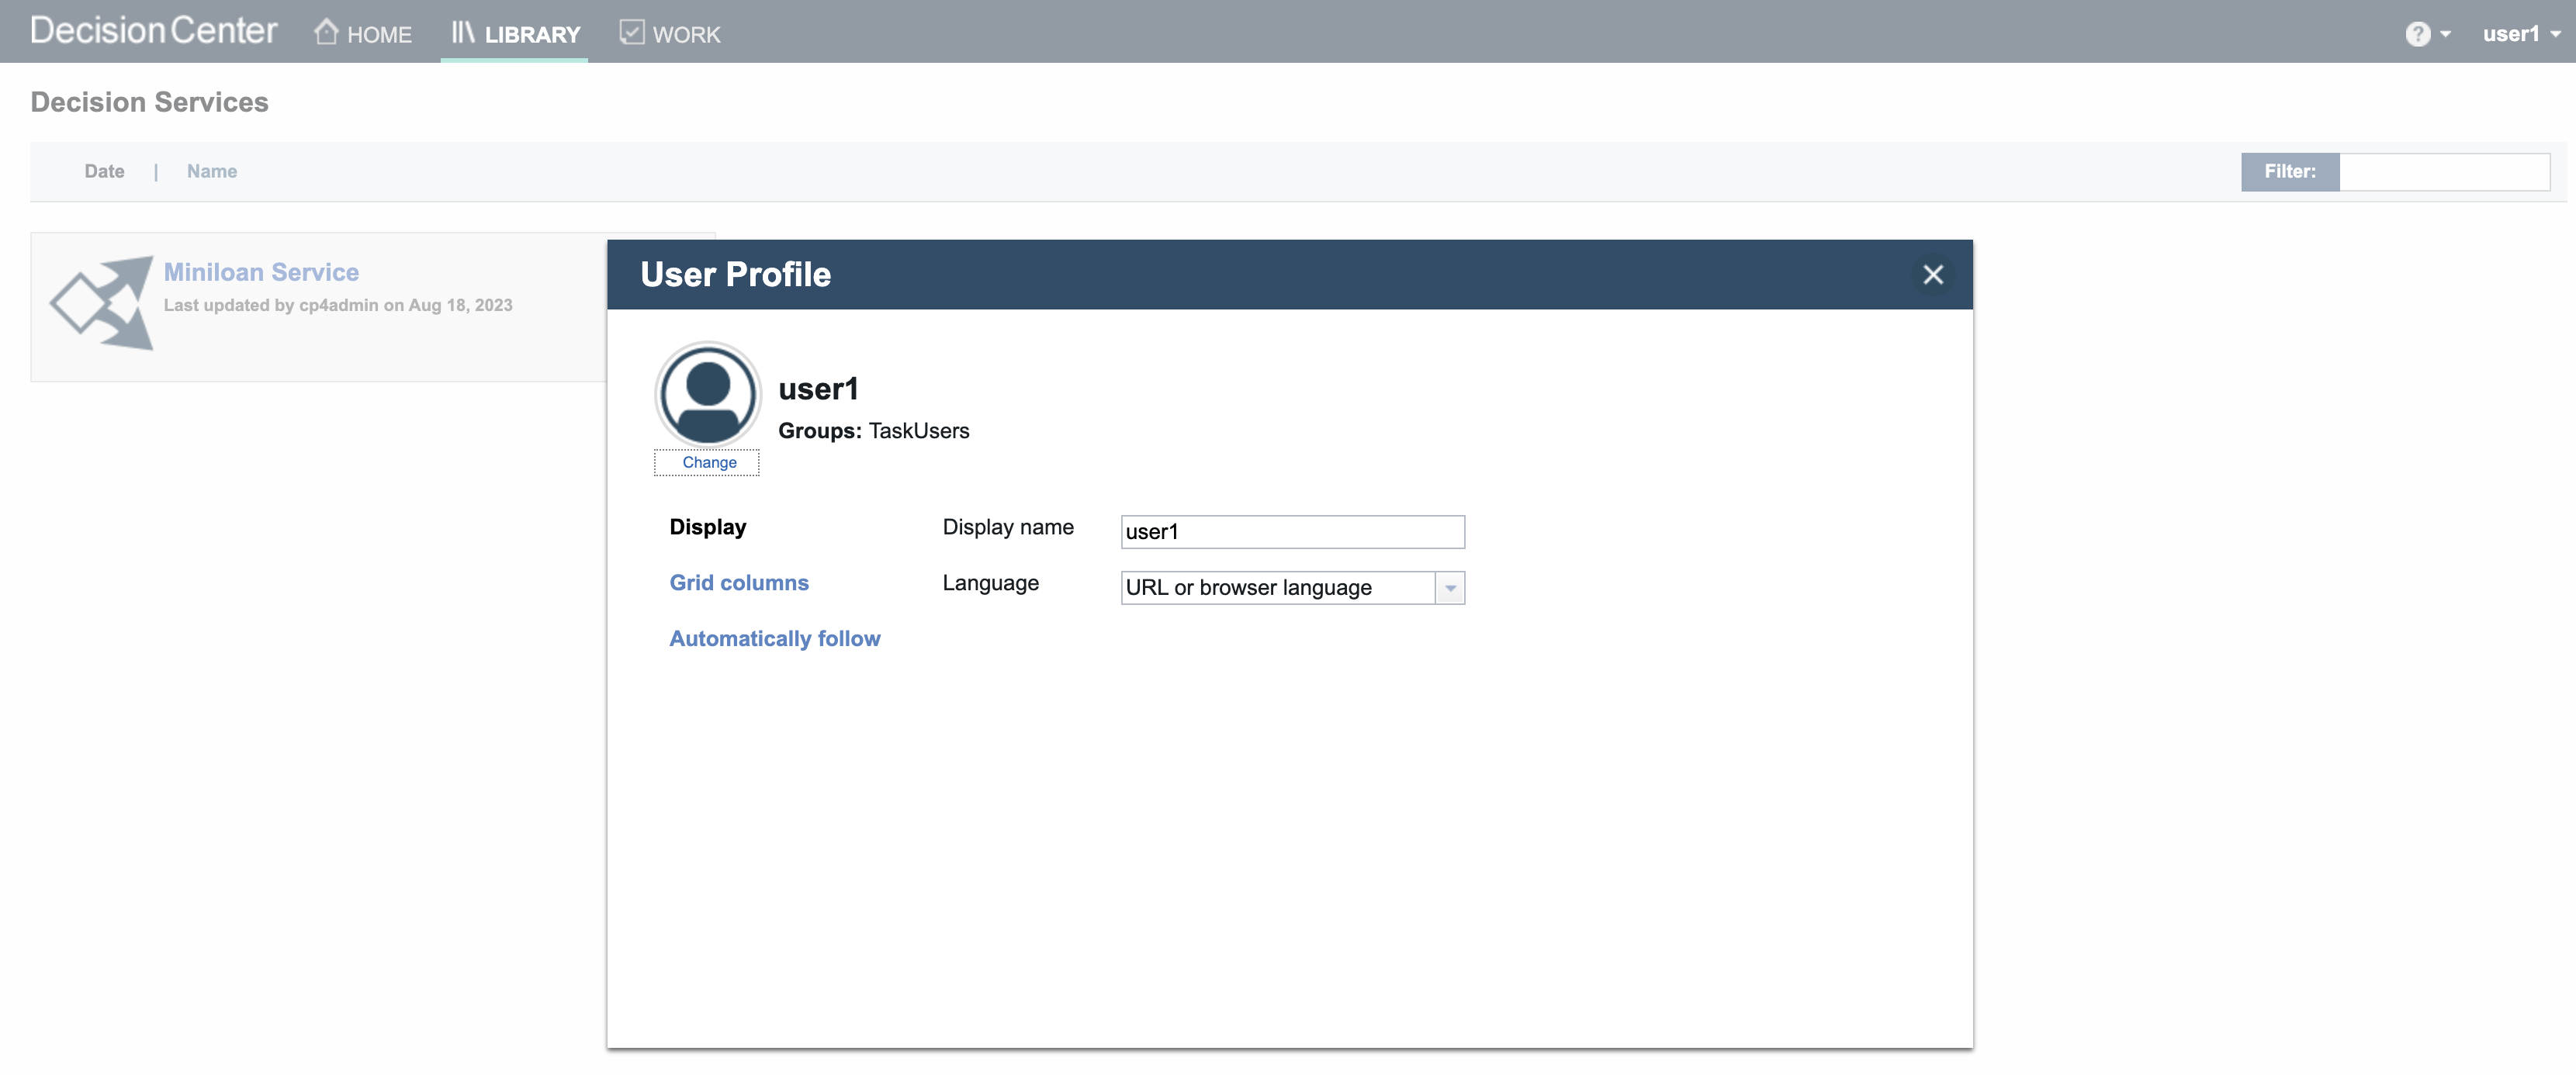 Decision Center HOME LIBRARY WORK ? user1
Decision Services
Date | Name Filter:
Miniloan Service
Last updated by cp4admin on Aug 18, 2023
User Profile
user1
Groups: TaskUsers
Change
Display Display name user1
Grid columns Language URL or browser language
Automatically follow